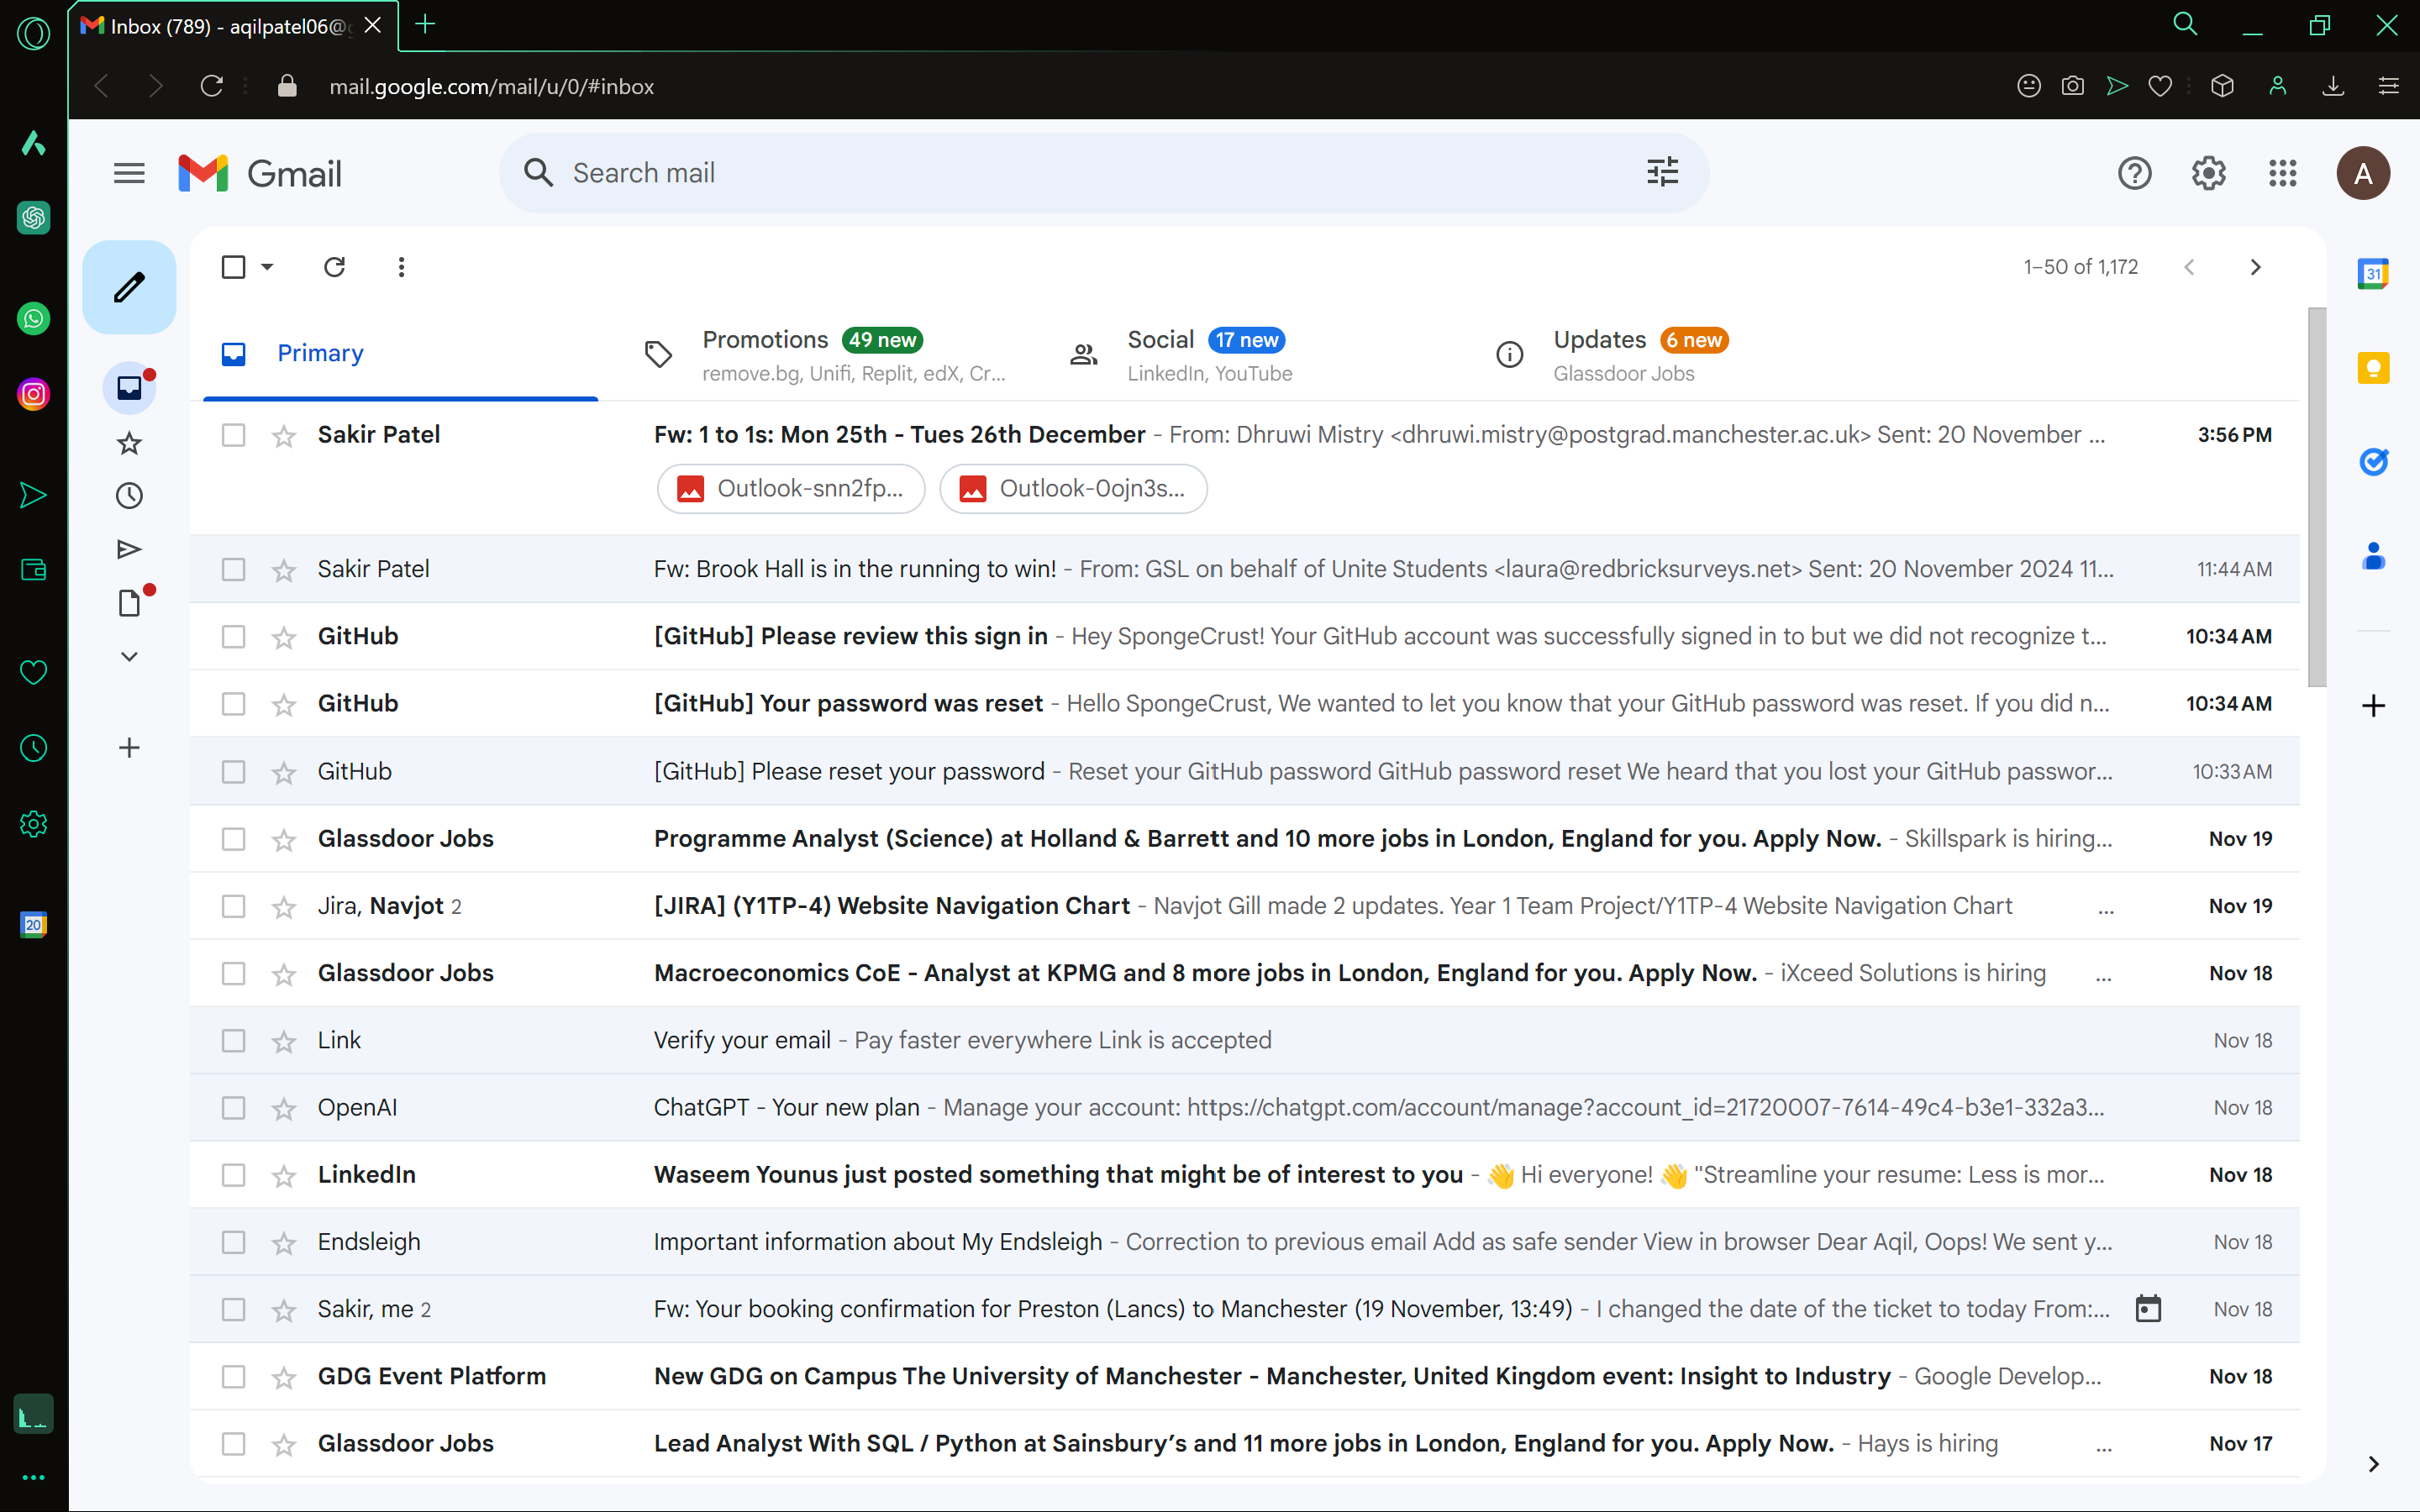 Inbox (789) - aqilpatel06@
mail.google.com/mail/u/0/#inbox
Gmail
Search mail
A
1–50 of 1,172
31
Primary
Promotions 49 new
remove.bg, Unifi, Replit, edX, Cr...
Social 17 new
LinkedIn, YouTube
Updates 6 new
Glassdoor Jobs
Sakir Patel Fw: 1 to 1s: Mon 25th - Tues 26th December - From: Dhruwi Mistry <dhruwi.mistry@postgrad.manchester.ac.uk> Sent: 20 November ... 3:56 PM
Outlook-snn2fp... Outlook-0ojn3s...
Sakir Patel Fw: Brook Hall is in the running to win! - From: GSL on behalf of Unite Students <laura@redbricksurveys.net> Sent: 20 November 2024 11... 11:44 AM
GitHub [GitHub] Please review this sign in - Hey SpongeCrust! Your GitHub account was successfully signed in to but we did not recognize t... 10:34 AM
GitHub [GitHub] Your password was reset - Hello SpongeCrust, We wanted to let you know that your GitHub password was reset. If you did n... 10:34 AM
GitHub [GitHub] Please reset your password - Reset your GitHub password GitHub password reset We heard that you lost your GitHub passwor... 10:33 AM
Glassdoor Jobs Programme Analyst (Science) at Holland & Barrett and 10 more jobs in London, England for you. Apply Now. - Skillspark is hiring... Nov 19
Jira, Navjot 2 [JIRA] (Y1TP-4) Website Navigation Chart - Navjot Gill made 2 updates. Year 1 Team Project/Y1TP-4 Website Navigation Chart ... Nov 19
20
Glassdoor Jobs Macroeconomics CoE - Analyst at KPMG and 8 more jobs in London, England for you. Apply Now. - iXceed Solutions is hiring ... Nov 18
Link Verify your email - Pay faster everywhere Link is accepted Nov 18
OpenAI ChatGPT - Your new plan - Manage your account: https://chatgpt.com/account/manage?account_id=21720007-7614-49c4-b3e1-332a3... Nov 18
LinkedIn Waseem Younus just posted something that might be of interest to you - 👋 Hi everyone! 👋 "Streamline your resume: Less is mor... Nov 18
Endsleigh Important information about My Endsleigh - Correction to previous email Add as safe sender View in browser Dear Aqil, Oops! We sent y... Nov 18
Sakir, me 2 Fw: Your booking confirmation for Preston (Lancs) to Manchester (19 November, 13:49) - I changed the date of the ticket to today From:... Nov 18
GDG Event Platform New GDG on Campus The University of Manchester - Manchester, United Kingdom event: Insight to Industry - Google Develop... Nov 18
Glassdoor Jobs Lead Analyst With SQL / Python at Sainsbury’s and 11 more jobs in London, England for you. Apply Now. - Hays is hiring ... Nov 17